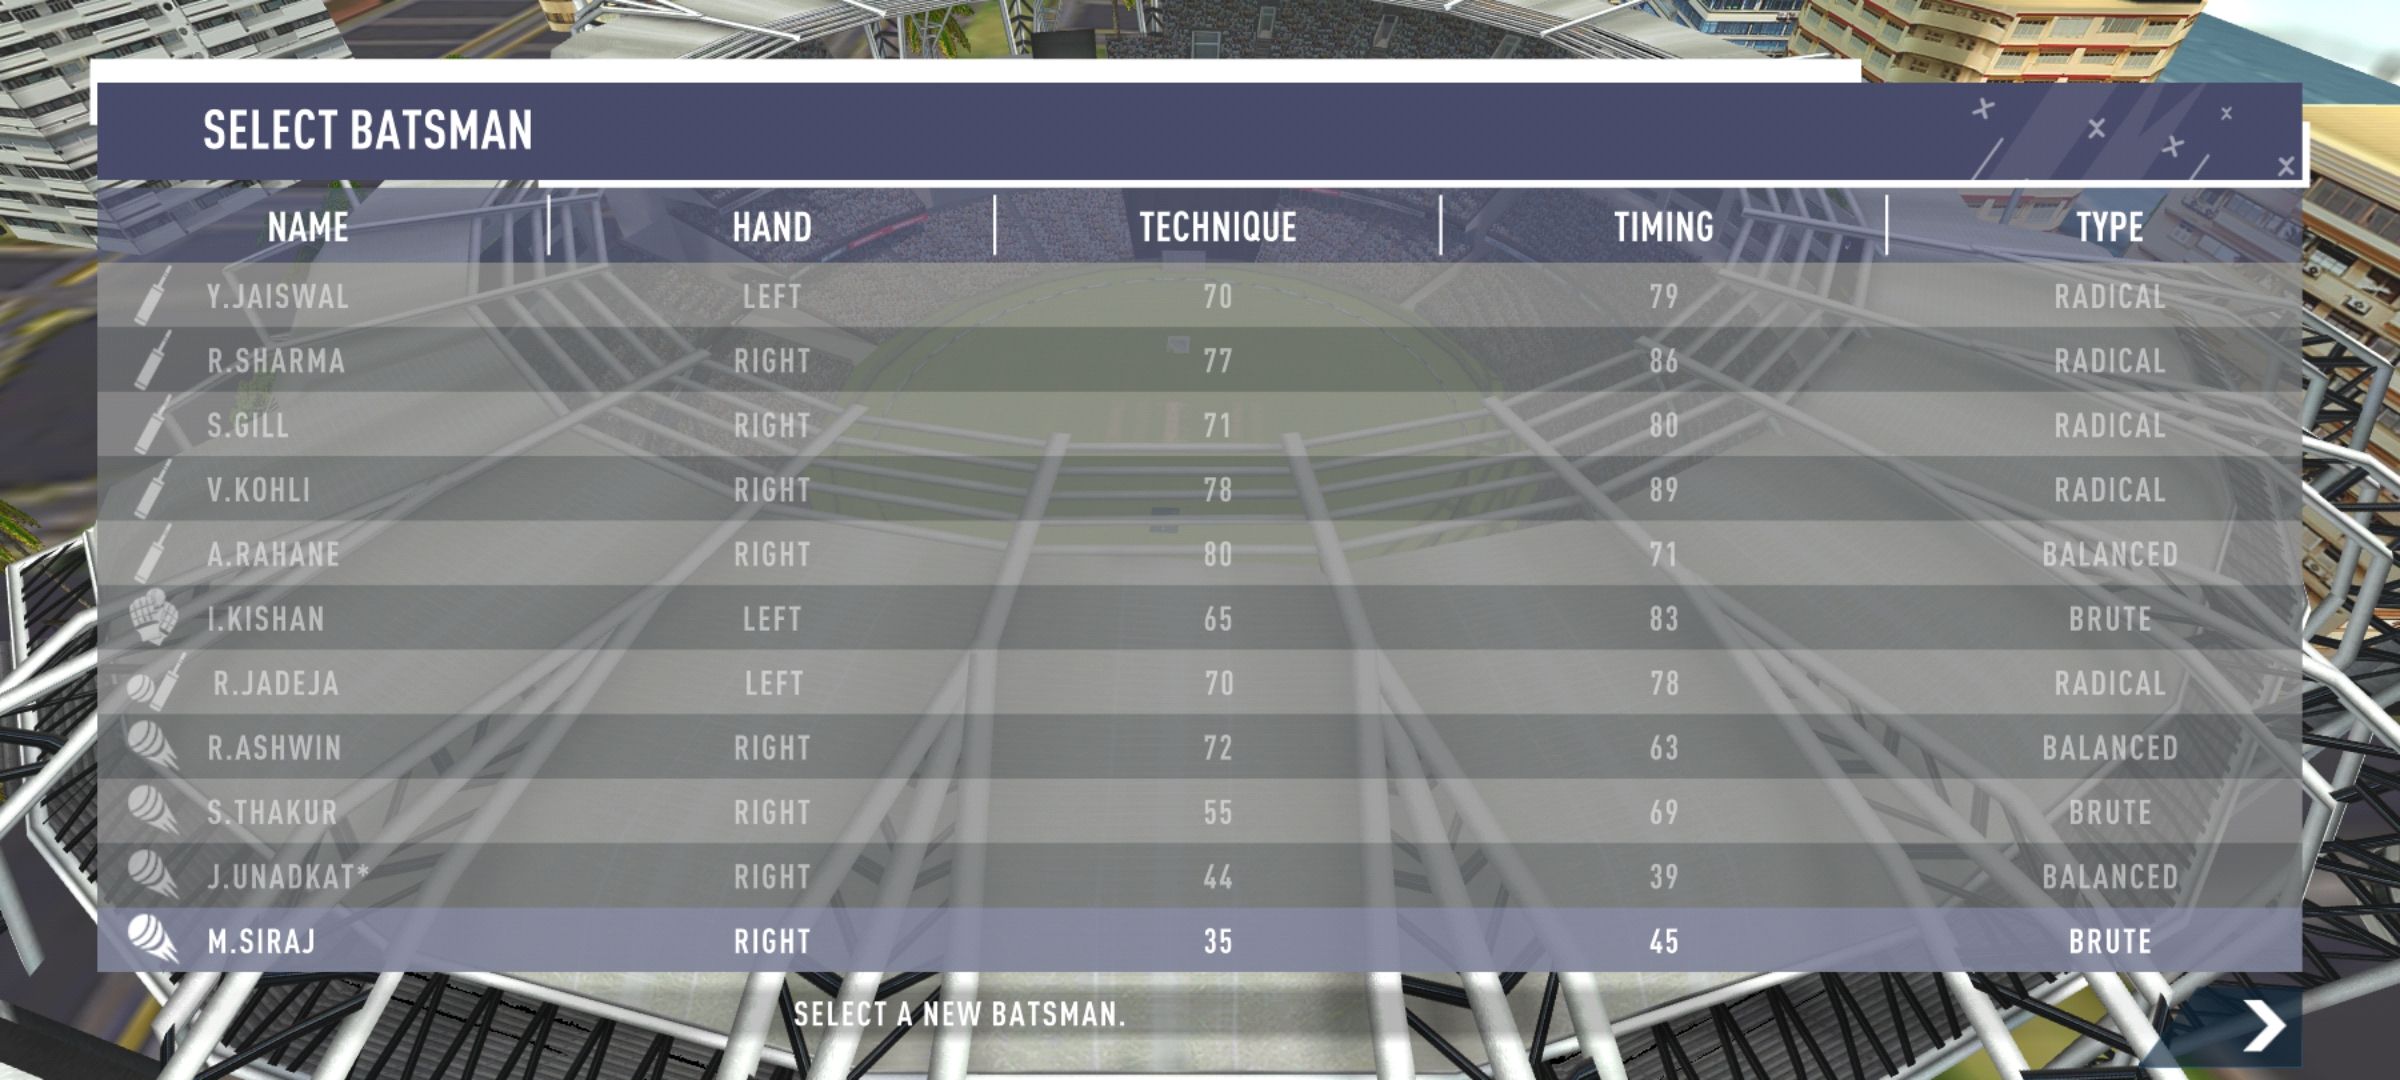 SELECT BATSMAN
NAME HAND TECHNIQUE TIMING TYPE
Y.JAISWAL LEFT 70 79 RADICAL
R.SHARMA RIGHT 77 86 RADICAL
S.GILL RIGHT 71 80 RADICAL
V.KOHLI RIGHT 78 89 RADICAL
A.RAHANE RIGHT 80 71 BALANCED
I.KISHAN LEFT 65 83 BRUTE
R.JADEJA LEFT 70 78 RADICAL
R.ASHWIN RIGHT 72 63 BALANCED
S.THAKUR RIGHT 55 69 BRUTE
J.UNADKAT* RIGHT 44 39 BALANCED
M.SIRAJ RIGHT 35 45 BRUTE
SELECT A NEW BATSMAN.